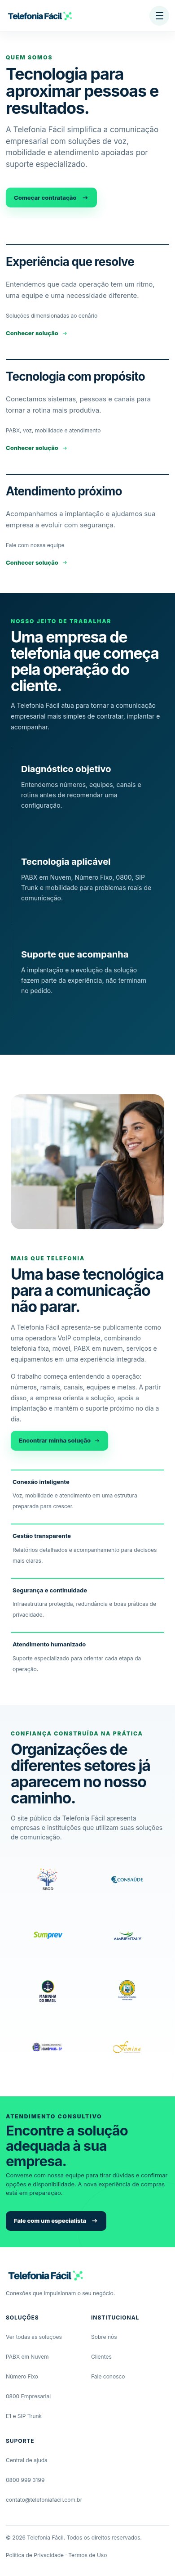 Telefonia Fácil
QUEM SOMOS
Tecnologia para
aproximar pessoas e
resultados.
A Telefonia Fácil simplifica a comunicação
empresarial com soluções de voz,
mobilidade e atendimento apoiadas por
suporte especializado.
Começar contratação →
Experiência que resolve
Entendemos que cada operação tem um ritmo,
uma equipe e uma necessidade diferente.
Soluções dimensionadas ao cenário
Conhecer solução →
Tecnologia com propósito
Conectamos sistemas, pessoas e canais para
tornar a rotina mais produtiva.
PABX, voz, mobilidade e atendimento
Conhecer solução →
Atendimento próximo
Acompanhamos a implantação e ajudamos sua
empresa a evoluir com segurança.
Fale com nossa equipe
Conhecer solução →
NOSSO JEITO DE TRABALHAR
Uma empresa de
telefonia que começa
pela operação do
cliente.
A Telefonia Fácil atua para tornar a comunicação
empresarial mais simples de contratar, implantar e
acompanhar.
Diagnóstico objetivo
Entendemos números, equipes, canais e
rotina antes de recomendar uma
configuração.
Tecnologia aplicável
PABX em Nuvem, Número Fixo, 0800, SIP
Trunk e mobilidade para problemas reais de
comunicação.
Suporte que acompanha
A implantação e a evolução da solução
fazem parte da experiência, não terminam
no pedido.
MAIS QUE TELEFONIA
Uma base tecnológica
para a comunicação
não parar.
A Telefonia Fácil apresenta-se publicamente como
uma operadora VoIP completa, combinando
telefonia fixa, móvel, PABX em nuvem, serviços e
equipamentos em uma experiência integrada.
O trabalho começa entendendo a operação:
números, ramais, canais, equipes e metas. A partir
disso, a empresa orienta a solução, apoia a
implantação e mantém o suporte próximo no dia a
dia.
Encontrar minha solução →
Conexão inteligente
Voz, mobilidade e atendimento em uma estrutura
preparada para crescer.
Gestão transparente
Relatórios detalhados e acompanhamento para decisões
mais claras.
Segurança e continuidade
Infraestrutura protegida, redundância e boas práticas de
privacidade.
Atendimento humanizado
Suporte especializado para orientar cada etapa da
operação.
CONFIANÇA CONSTRUÍDA NA PRÁTICA
Organizações de
diferentes setores já
aparecem no nosso
caminho.
O site público da Telefonia Fácil apresenta
empresas e instituições que utilizam suas soluções
de comunicação.
CONSAÚDE
Sumprev
MARINHA
DO BRASIL
ATENDIMENTO CONSULTIVO
Encontre a solução
adequada à sua
empresa.
Converse com nossa equipe para tirar dúvidas e confirmar
opções e disponibilidade. A nova experiência de compras
está em preparação.
Fale com um especialista →
Telefonia Fácil
Conexões que impulsionam o seu negócio.
SOLUÇÕES
Ver todas as soluções
PABX em Nuvem
Número Fixo
0800 Empresarial
E1 e SIP Trunk
INSTITUCIONAL
Sobre nós
Clientes
Fale conosco
SUPORTE
Central de ajuda
0800 999 3199
contato@telefoniafacil.com.br
© 2026 Telefonia Fácil. Todos os direitos reservados.
Política de Privacidade · Termos de Uso